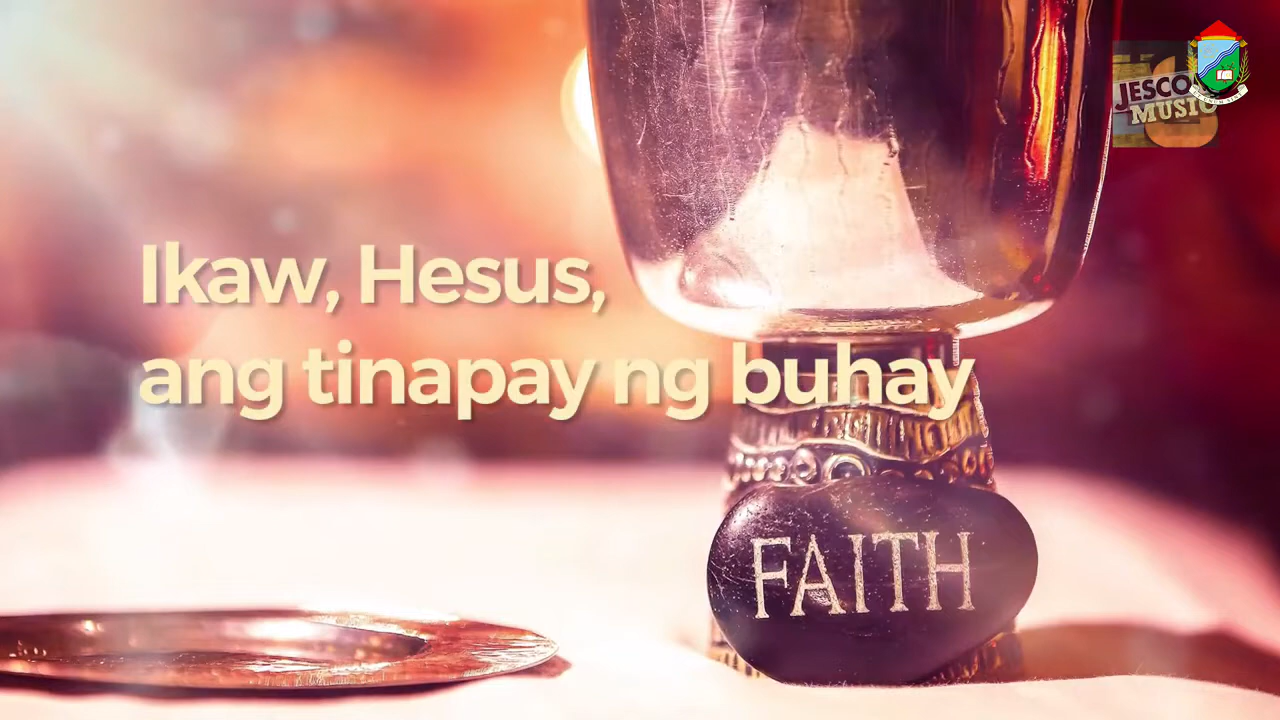 Ikaw, Hesus,
ang tinapay ng buhay
FAITH
JESCO
MUSIC